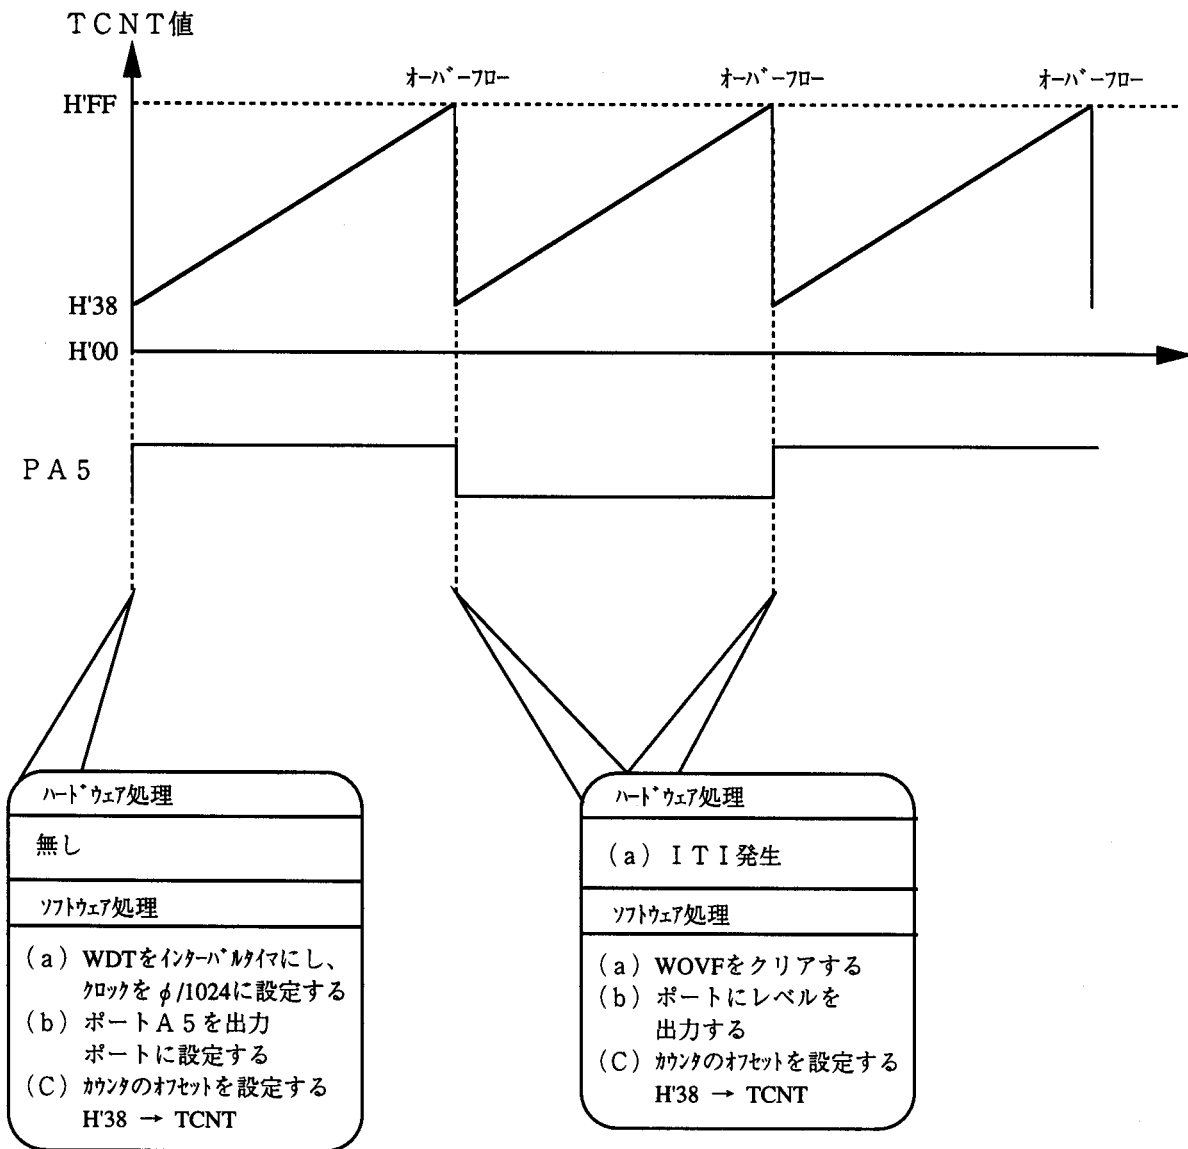 TCNT値
オーバーフロー オーバーフロー オーバーフロー
H'FF
H'38
H'00
PA5
ハードウェア処理
無し
ソフトウェア処理
(a) WDTをインターバルタイマにし、
クロックをφ/1024に設定する
(b) ポートA5を出力
ポートに設定する
(C) カウンタのオフセットを設定する
H'38 → TCNT
ハードウェア処理
(a) ITI発生
ソフトウェア処理
(a) WOVFをクリアする
(b) ポートにレベルを
出力する
(C) カウンタのオフセットを設定する
H'38 → TCNT